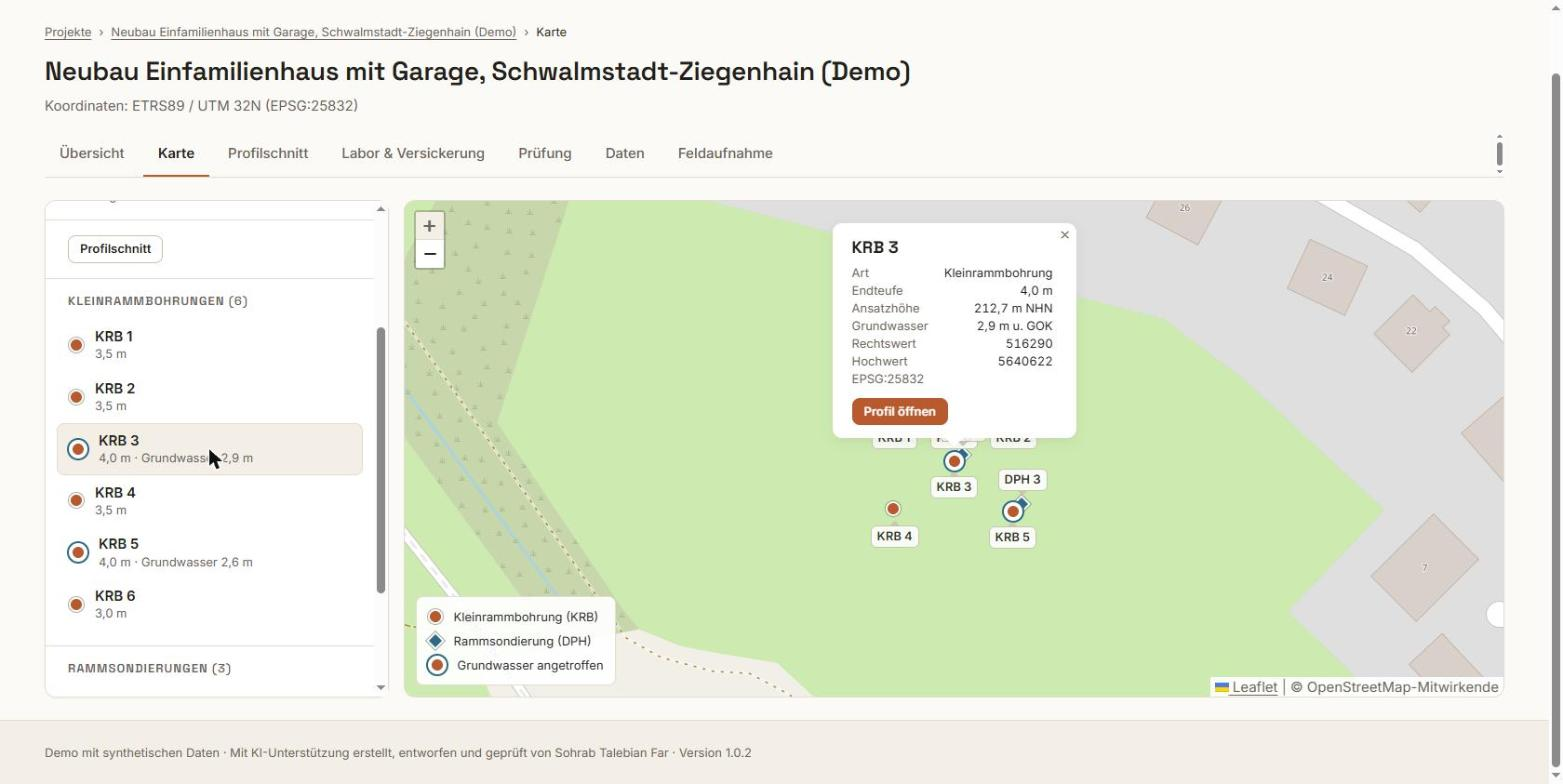 Projekte › Neubau Einfamilienhaus mit Garage, Schwalmstadt-Ziegenhain (Demo) › Karte
Neubau Einfamilienhaus mit Garage, Schwalmstadt-Ziegenhain (Demo)
Koordinaten: ETRS89 / UTM 32N (EPSG:25832)
Übersicht Karte Profilschnitt Labor & Versickerung Prüfung Daten Feldaufnahme
Profilschnitt
KLEINRAMMBOHRUNGEN (6)
KRB 1
3,5 m
KRB 2
3,5 m
KRB 3
4,0 m · Grundwasse 2,9 m
KRB 4
3,5 m
KRB 5
4,0 m · Grundwasser 2,6 m
KRB 6
3,0 m
RAMMSONDIERUNGEN (3)
+
−
26
24
22
7
KRB 3 ×
Art Kleinrammbohrung
Endteufe 4,0 m
Ansatzhöhe 212,7 m NHN
Grundwasser 2,9 m u. GOK
Rechtswert 516290
Hochwert 5640622
EPSG:25832
Profil öffnen
KRB 1
KRB 2
KRB 3
DPH 3
KRB 4
KRB 5
Kleinrammbohrung (KRB)
Rammsondierung (DPH)
Grundwasser angetroffen
Leaflet | © OpenStreetMap-Mitwirkende
Demo mit synthetischen Daten · Mit KI-Unterstützung erstellt, entworfen und geprüft von Sohrab Talebian Far · Version 1.0.2